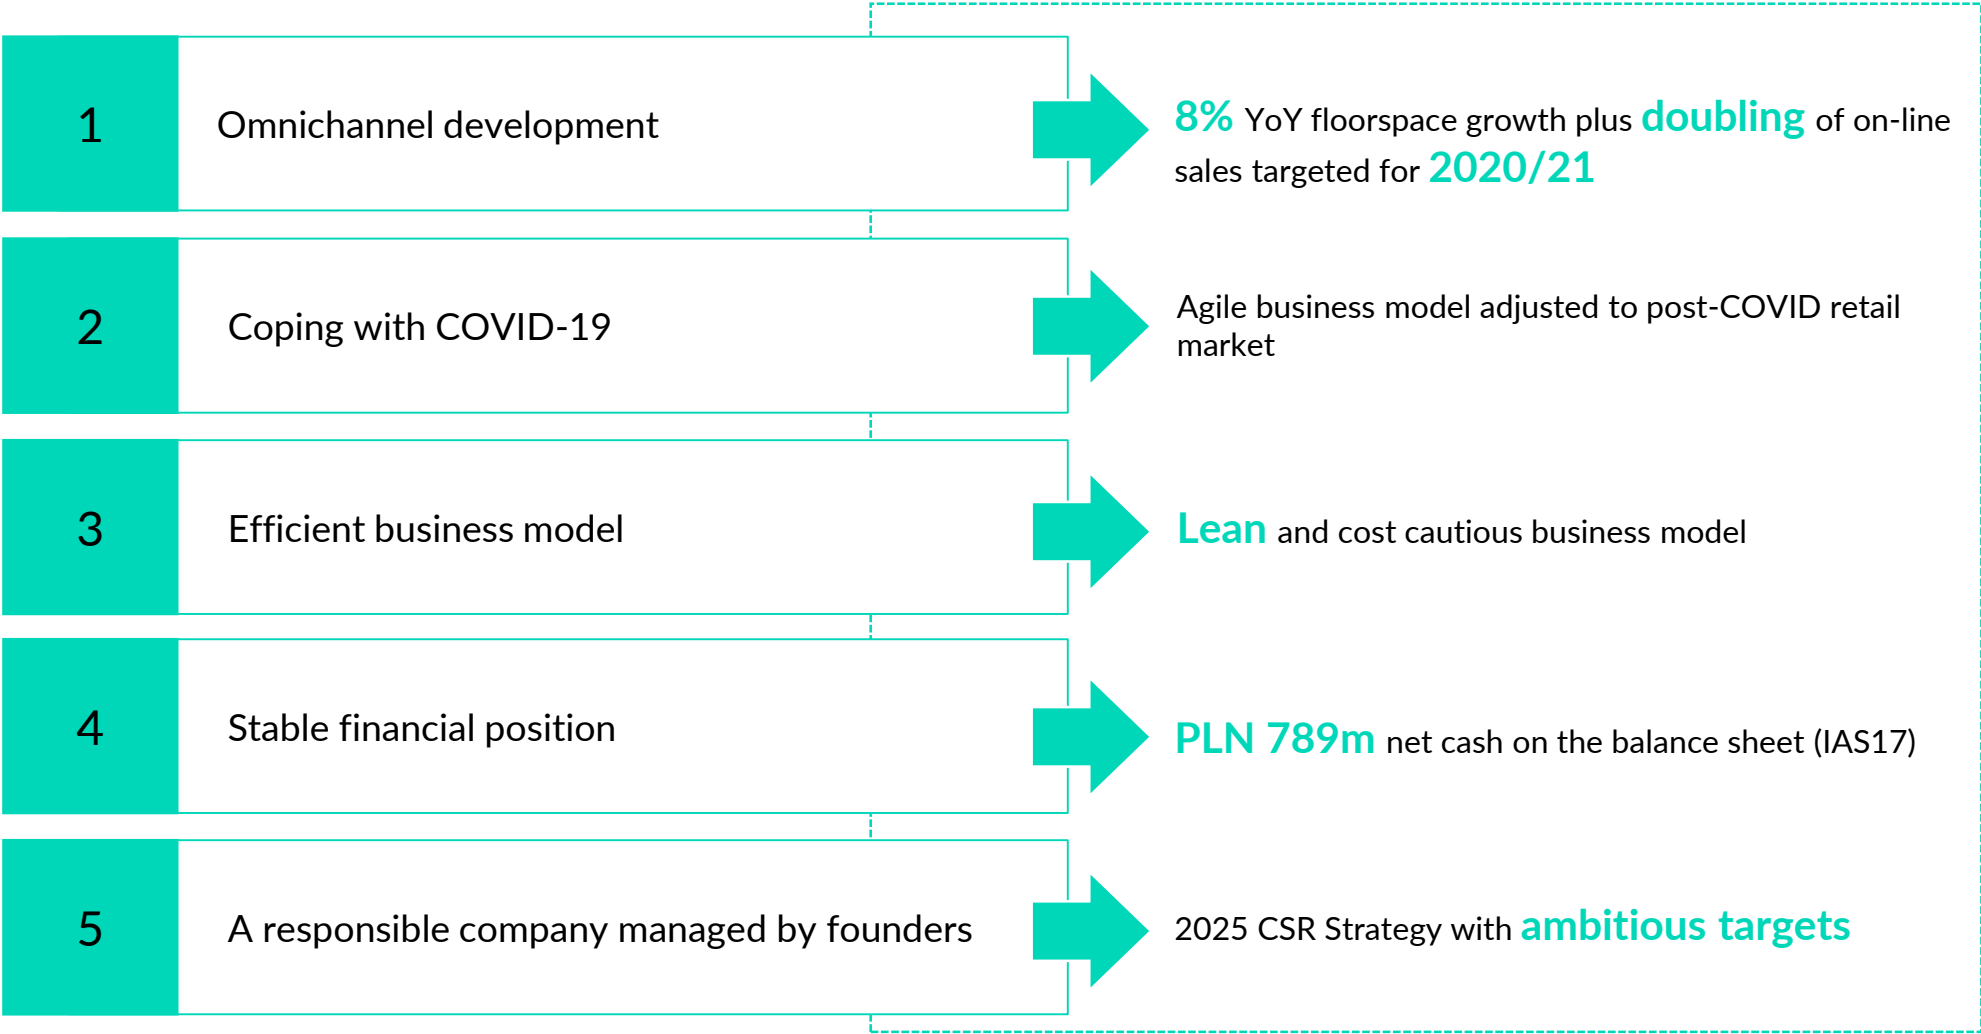 1
Omnichannel development
8% YoY floorspace growth plus doubling of on-line
sales targeted for 2020/21
2
Coping with COVID-19
Agile business model adjusted to post-COVID retail
market
3
Efficient business model
Lean and cost cautious business model
4
Stable financial position
PLN 789m net cash on the balance sheet (IAS17)
5
A responsible company managed by founders
2025 CSR Strategy with ambitious targets